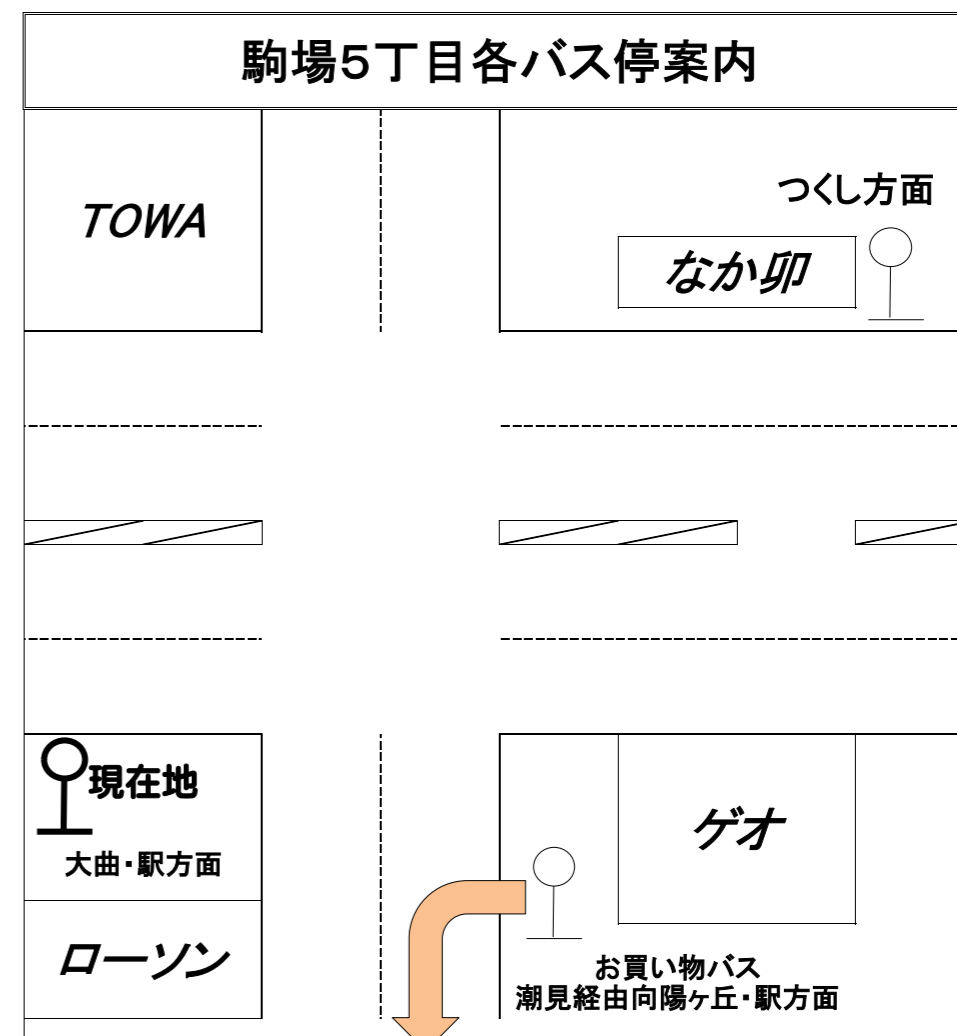 駒場5丁目各バス停案内
TOWA
つくし方面
なか卯
現在地
大曲・駅方面
ゲオ
ローソン
お買い物バス
潮見経由向陽ヶ丘・駅方面